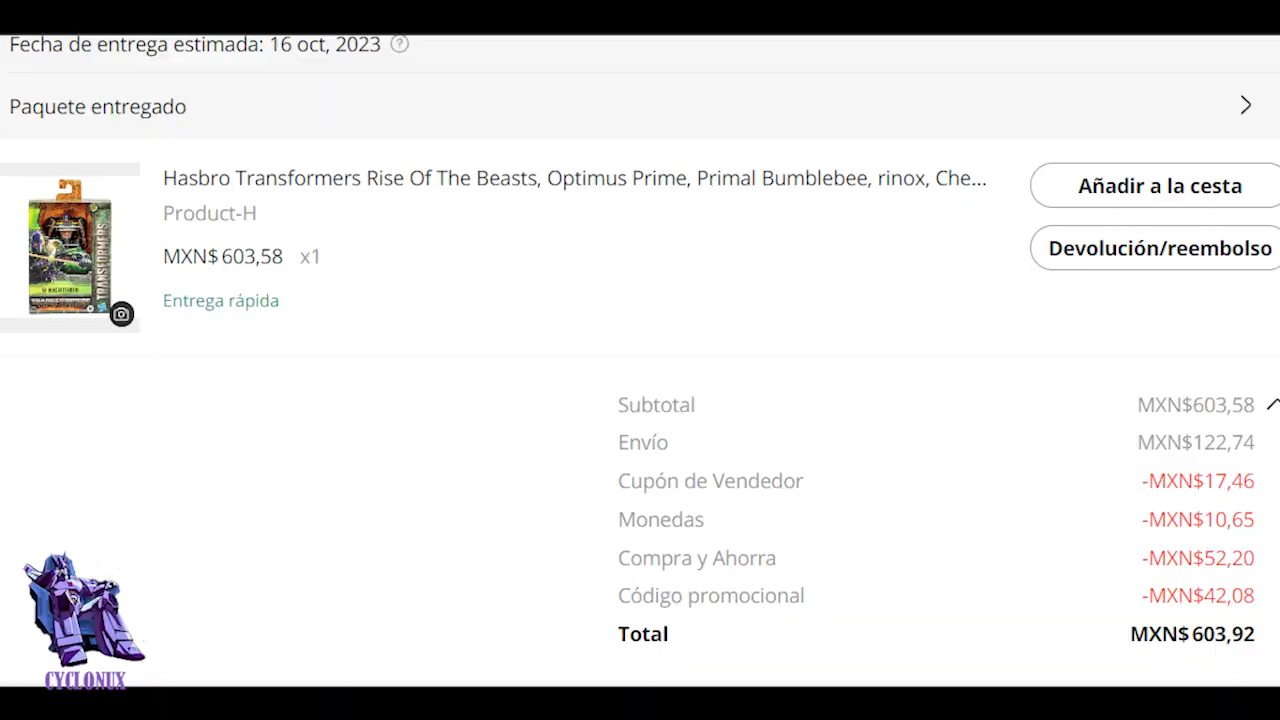 Fecha de entrega estimada: 16 oct, 2023 ?
Paquete entregado
Hasbro Transformers Rise Of The Beasts, Optimus Prime, Primal Bumblebee, rinox, Che...
Añadir a la cesta
Product-H
MXN$603,58 x1
Devolución/reembolso
Entrega rápida
TRANSFORMERS
NIGHTBIRD
Subtotal MXN$603,58
Envío MXN$122,74
Cupón de Vendedor -MXN$17,46
Monedas -MXN$10,65
Compra y Ahorra -MXN$52,20
Código promocional -MXN$42,08
Total MXN$603,92
CYCLONUX